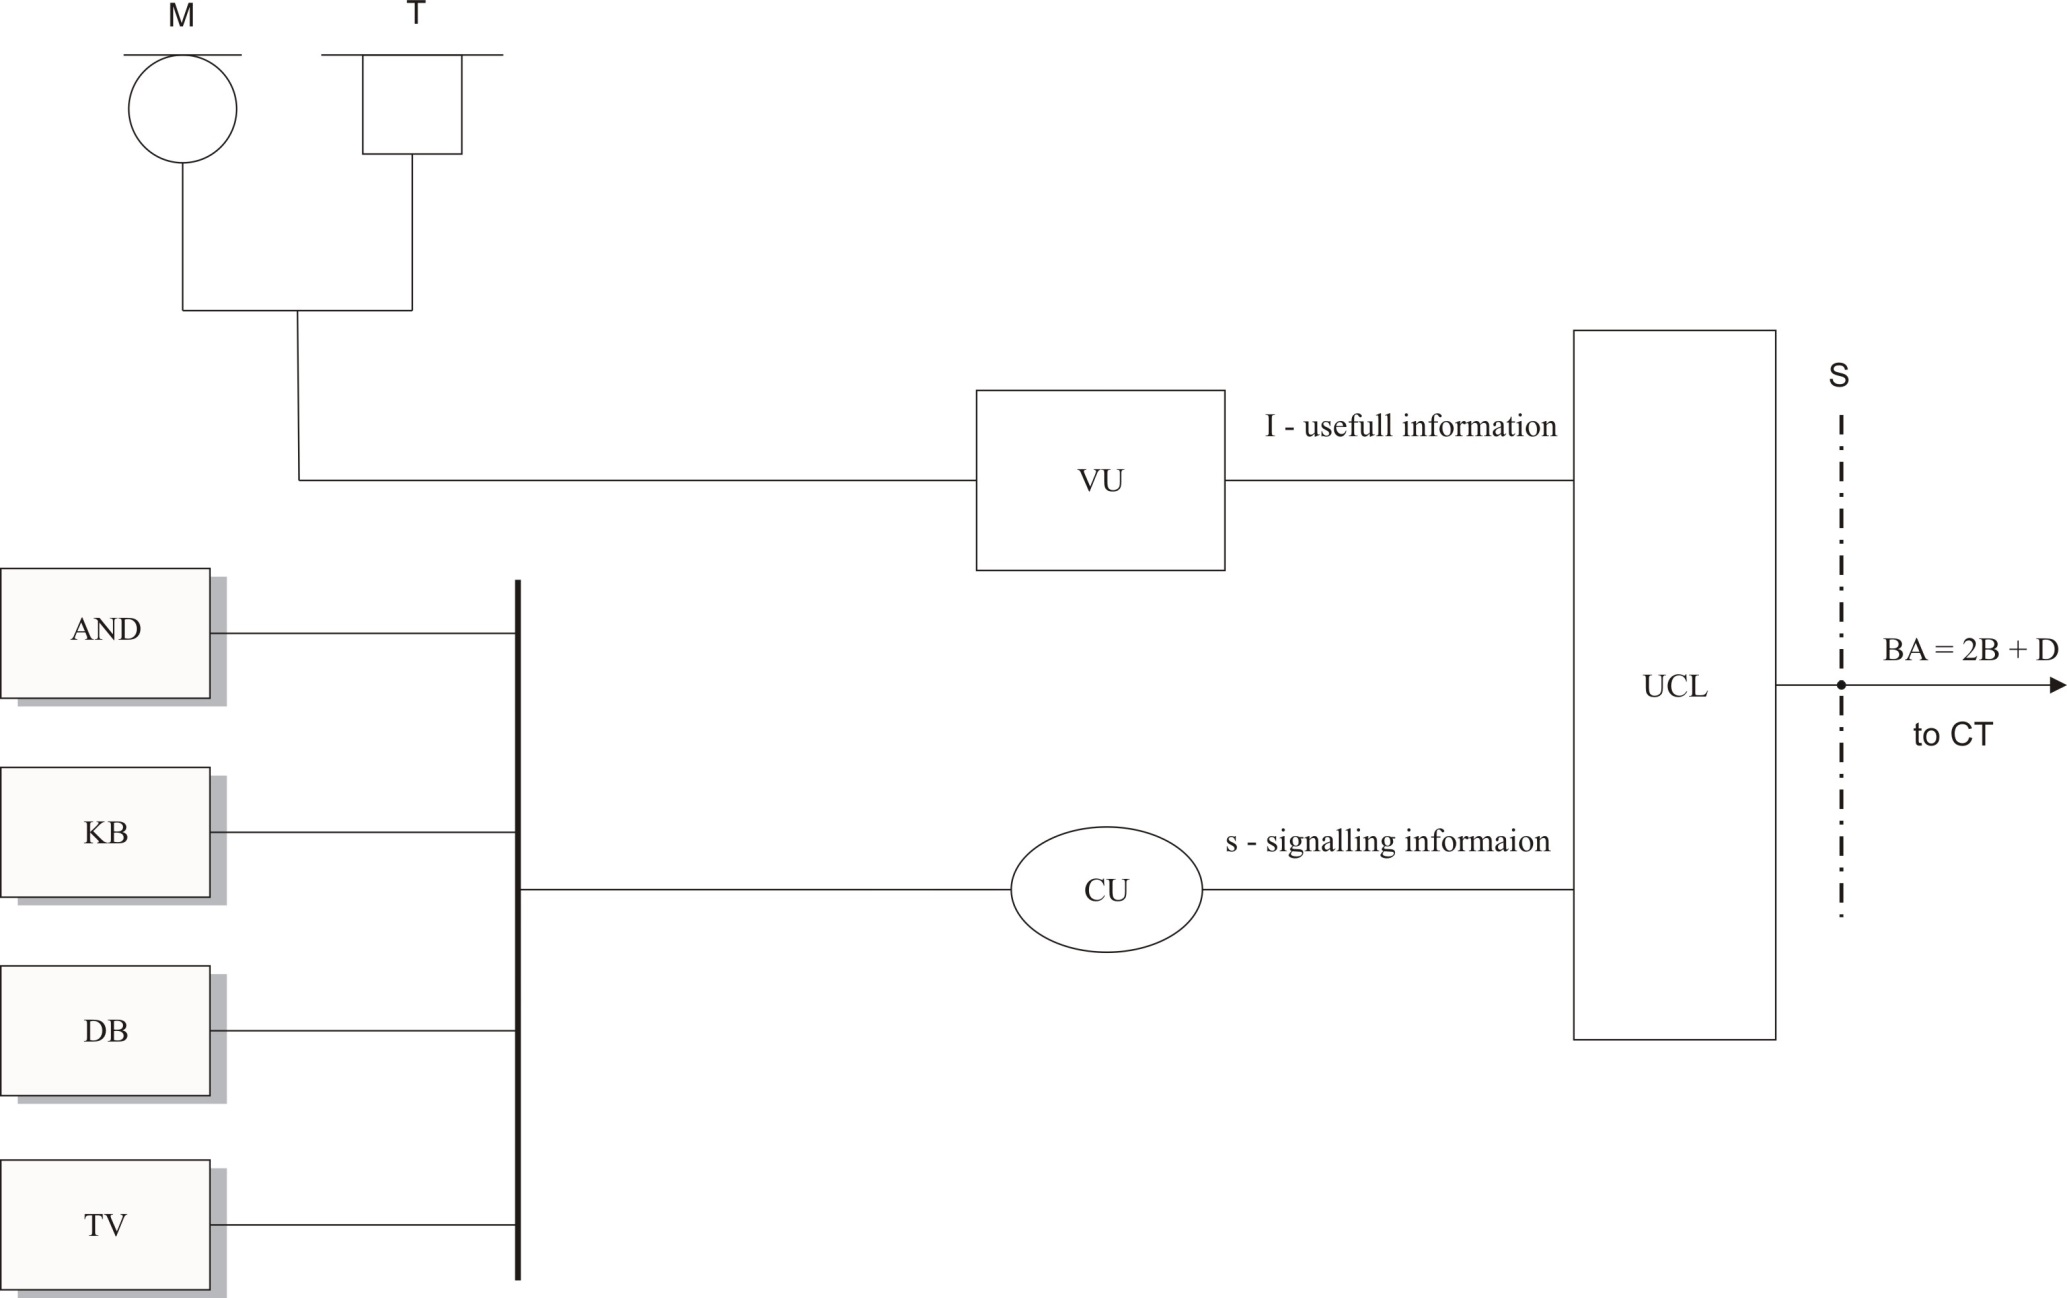 M
T
I - usefull information
VU
S
AND
BA = 2B + D
UCL
to CT
KB
s - signalling informaion
CU
DB
TV